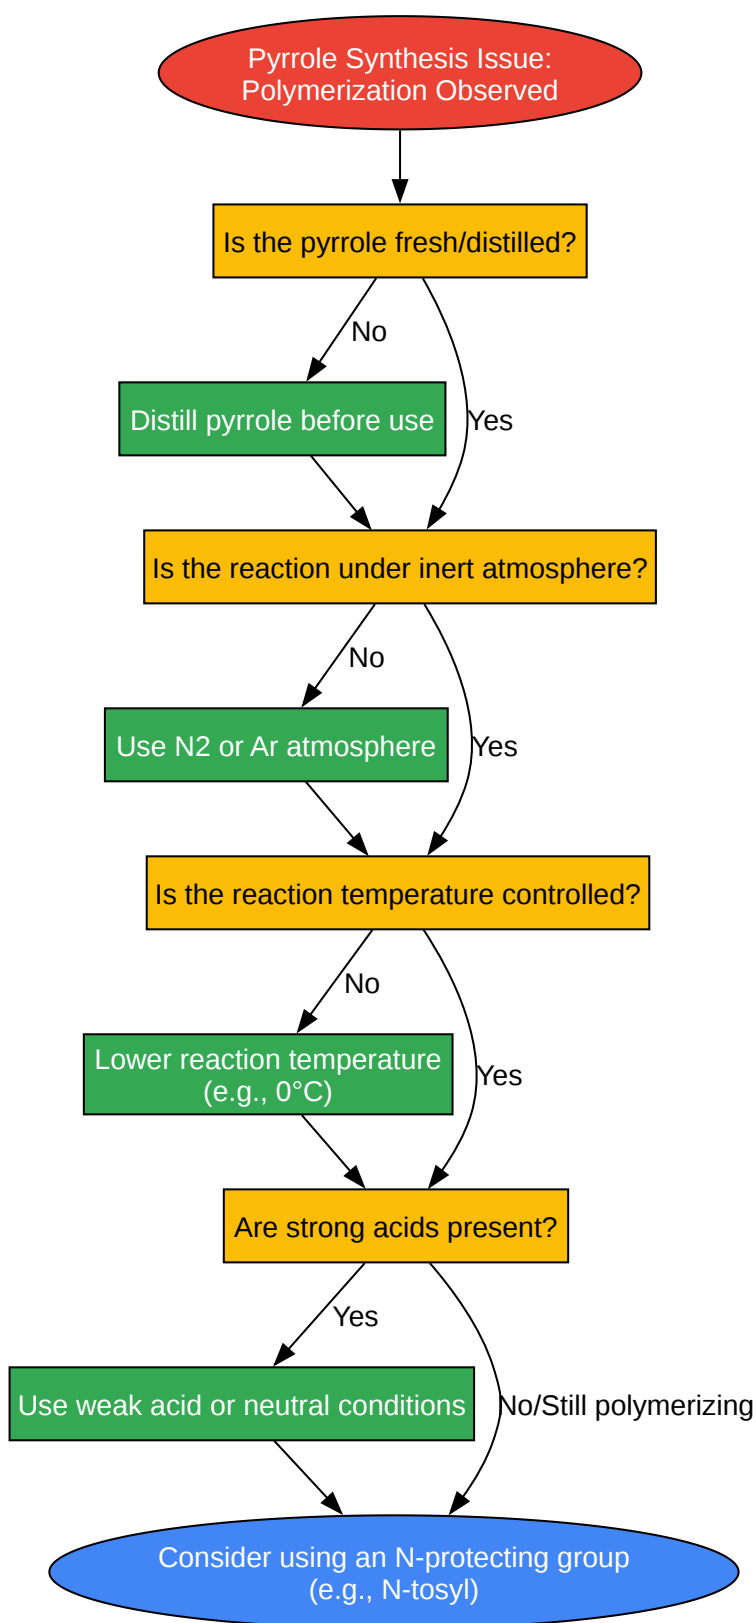 Pyrrole Synthesis Issue:
Polymerization Observed
Is the pyrrole fresh/distilled?
No
Distill pyrrole before use
Yes
Is the reaction under inert atmosphere?
No
Use N2 or Ar atmosphere
Yes
Is the reaction temperature controlled?
No
Lower reaction temperature
(e.g., 0°C)
Yes
Are strong acids present?
Yes
Use weak acid or neutral conditions
No/Still polymerizing
Consider using an N-protecting group
(e.g., N-tosyl)